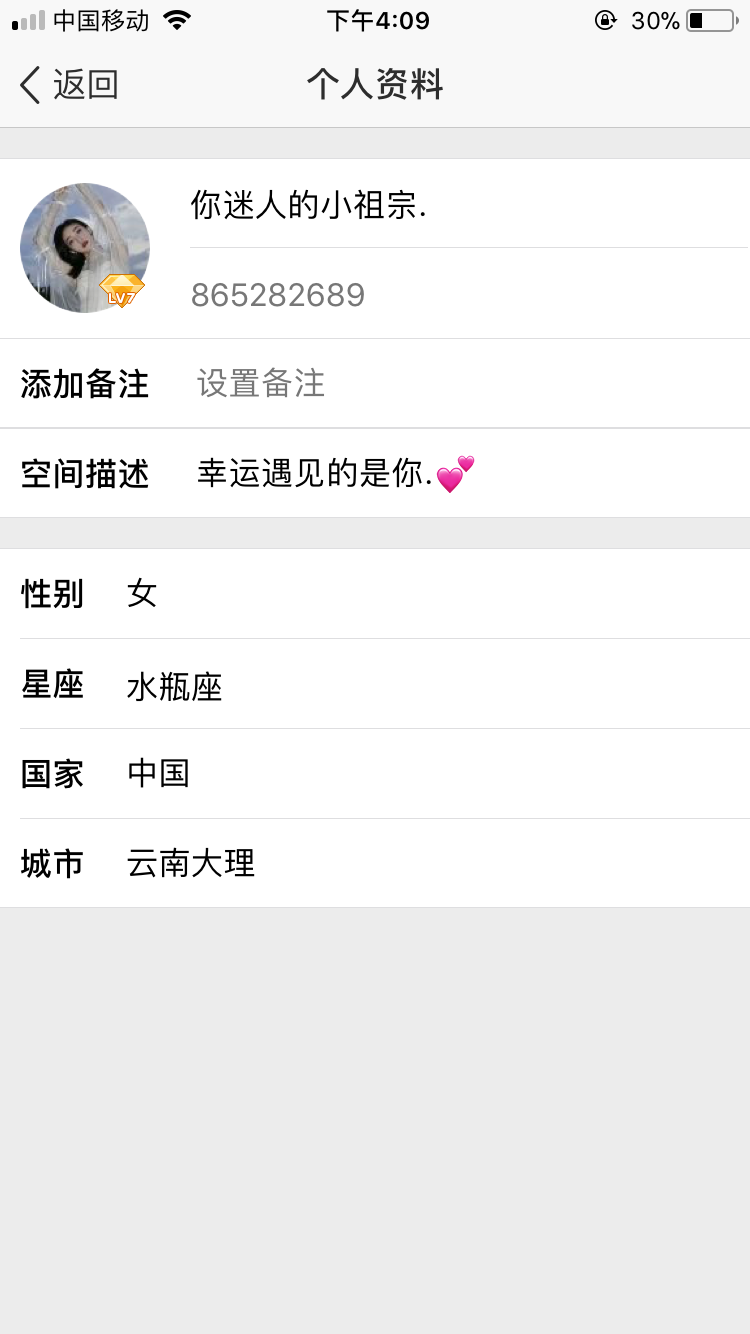 中国移动 下午4:09 30%
返回 个人资料
你迷人的小祖宗.
LV7
865282689
添加备注 设置备注
空间描述 幸运遇见的是你.💕
性别 女
星座 水瓶座
国家 中国
城市 云南大理